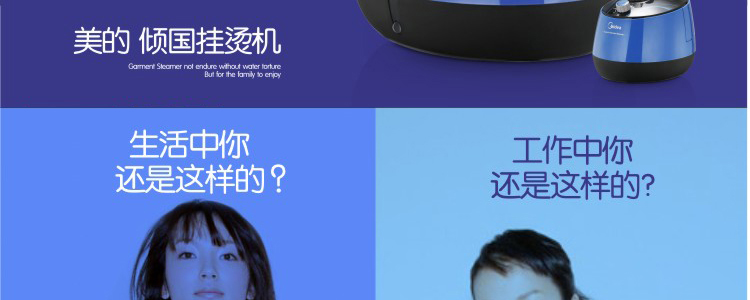 美的 倾国挂烫机
Garment Steamer not endure without water torture
But for the family to enjoy
Midea
生活中你
还是这样的？
工作中你
还是这样的?